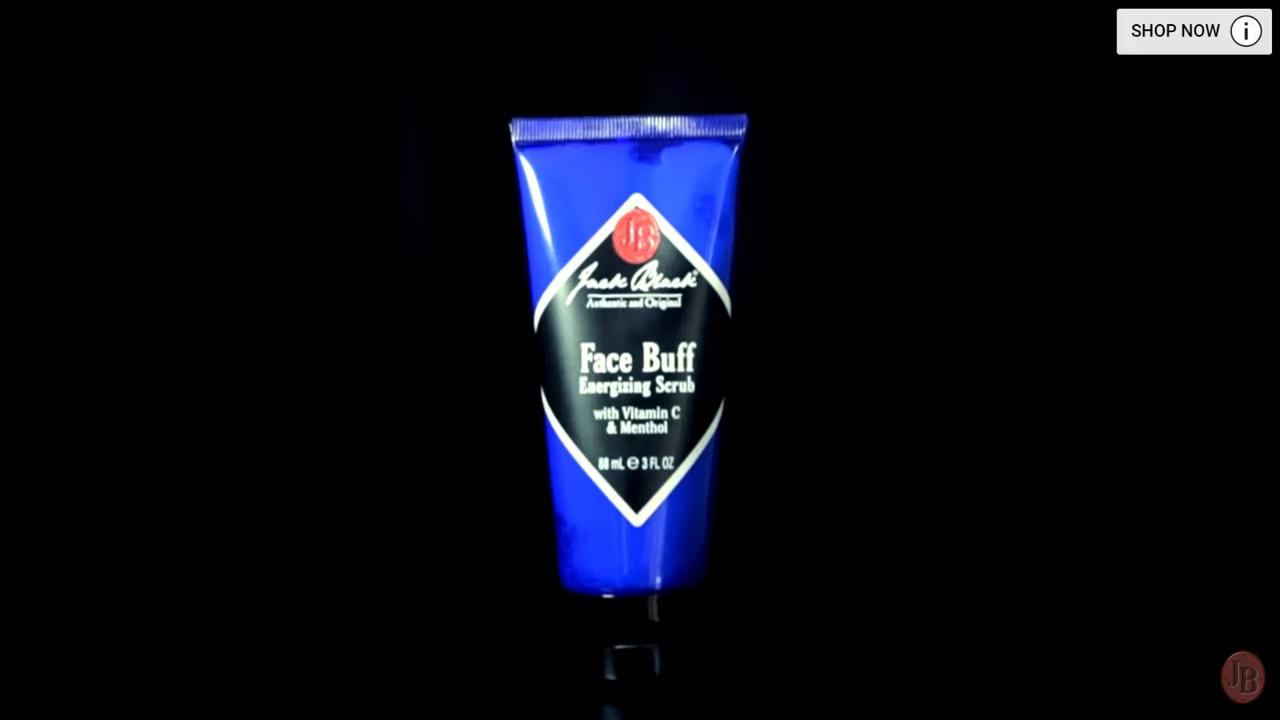 SHOP NOW i
JB
Jack Black®
Authentic and Original
Face Buff
Energizing Scrub
with Vitamin C
& Menthol
88 mL ℮ 3 FL OZ
JB